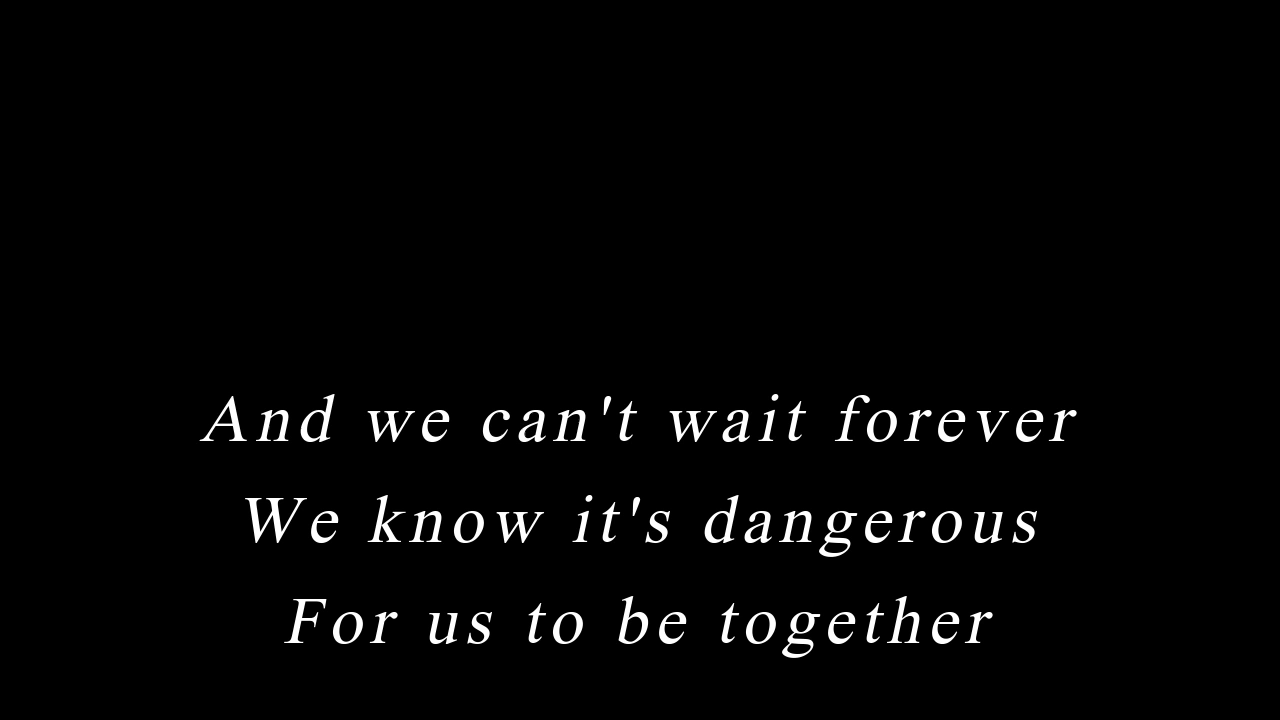 And we can't wait forever
We know it's dangerous
For us to be together